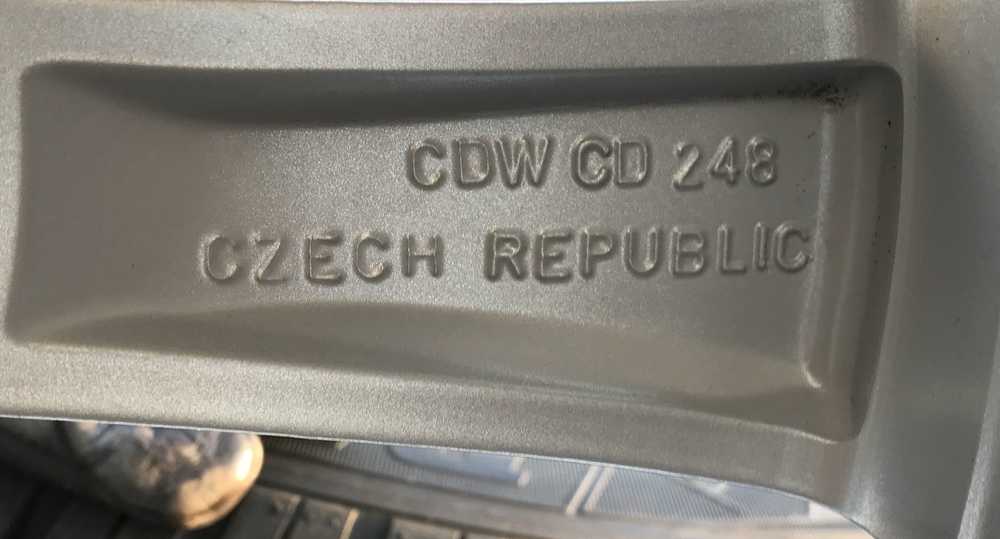 CDW CD 248
CZECH REPUBLIC